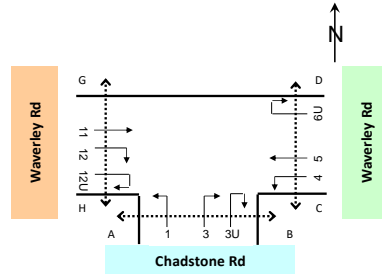 N
G
D
Waverley Rd
Waverley Rd
11
12
12U
6U
5
4
H
C
A
1
3
3U
B
Chadstone Rd